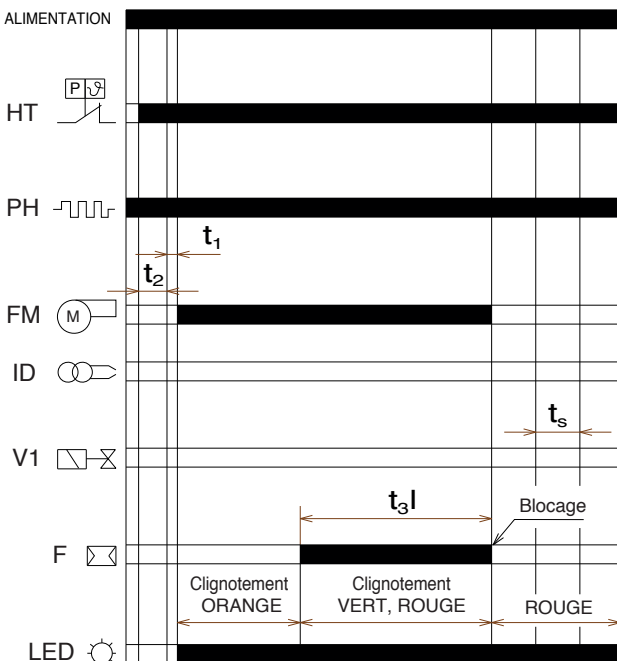 ALIMENTATION
P ϑ
HT
PH
t₁
t₂
FM M
ID
tₛ
V1
t₃l
Blocage
F
Clignotement
ORANGE
Clignotement
VERT, ROUGE
ROUGE
LED